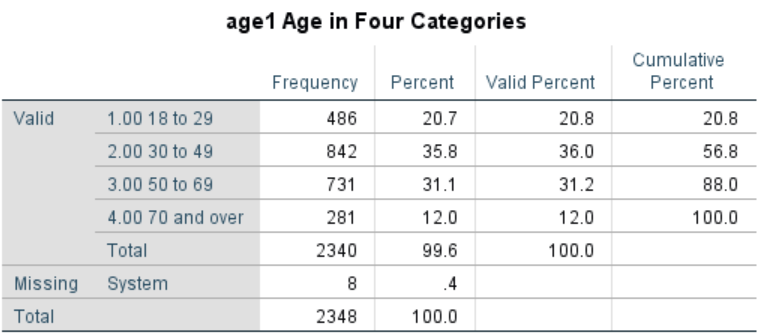 age1 Age in Four Categories
Frequency Percent Valid Percent Cumulative Percent
Valid 1.00 18 to 29 486 20.7 20.8 20.8
2.00 30 to 49 842 35.8 36.0 56.8
3.00 50 to 69 731 31.1 31.2 88.0
4.00 70 and over 281 12.0 12.0 100.0
Total 2340 99.6 100.0
Missing System 8 .4
Total 2348 100.0